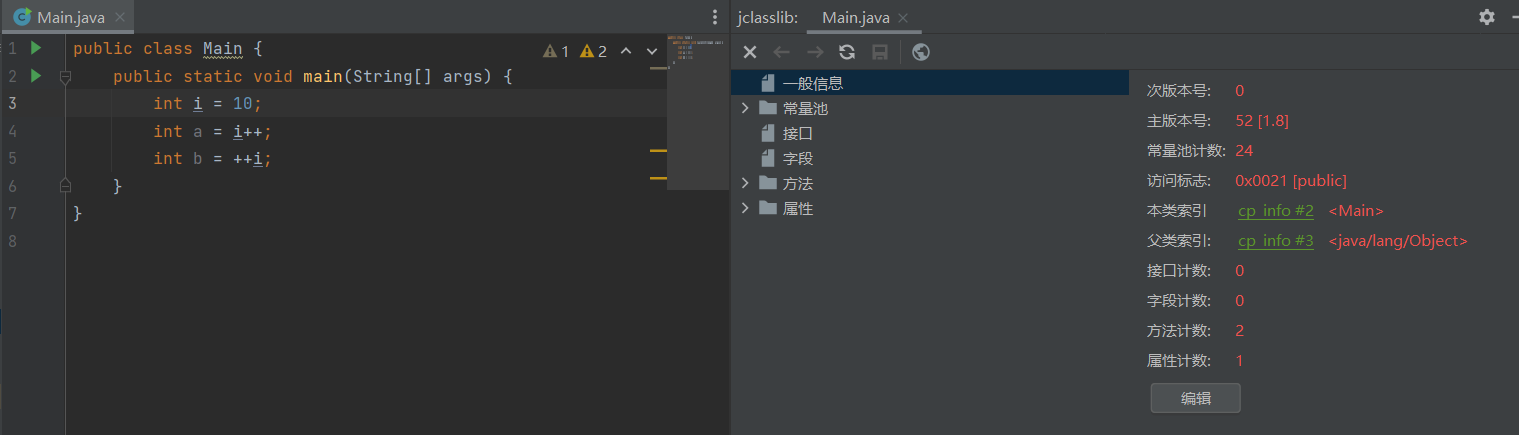 Main.java
1 public class Main {
2 public static void main(String[] args) {
3 int i = 10;
4 int a = i++;
5 int b = ++i;
6 }
7 }
8
1 2
jclasslib: Main.java
一般信息
常量池
接口
字段
方法
属性
次版本号: 0
主版本号: 52 [1.8]
常量池计数: 24
访问标志: 0x0021 [public]
本类索引 cp_info #2 <Main>
父类索引: cp_info #3 <java/lang/Object>
接口计数: 0
字段计数: 0
方法计数: 2
属性计数: 1
编辑